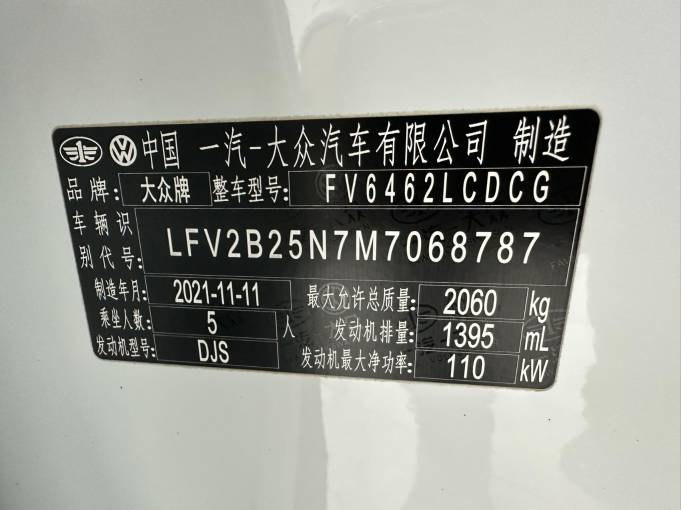 中国 一汽-大众汽车有限公司 制造
品牌: 大众牌 整车型号: FV6462LCDCG
车辆识别代号: LFV2B25N7M7068787
制造年月: 2021-11-11 最大允许总质量: 2060 kg
乘坐人数: 5 人 发动机排量: 1395 mL
发动机型号: DJS 发动机最大净功率: 110 kW